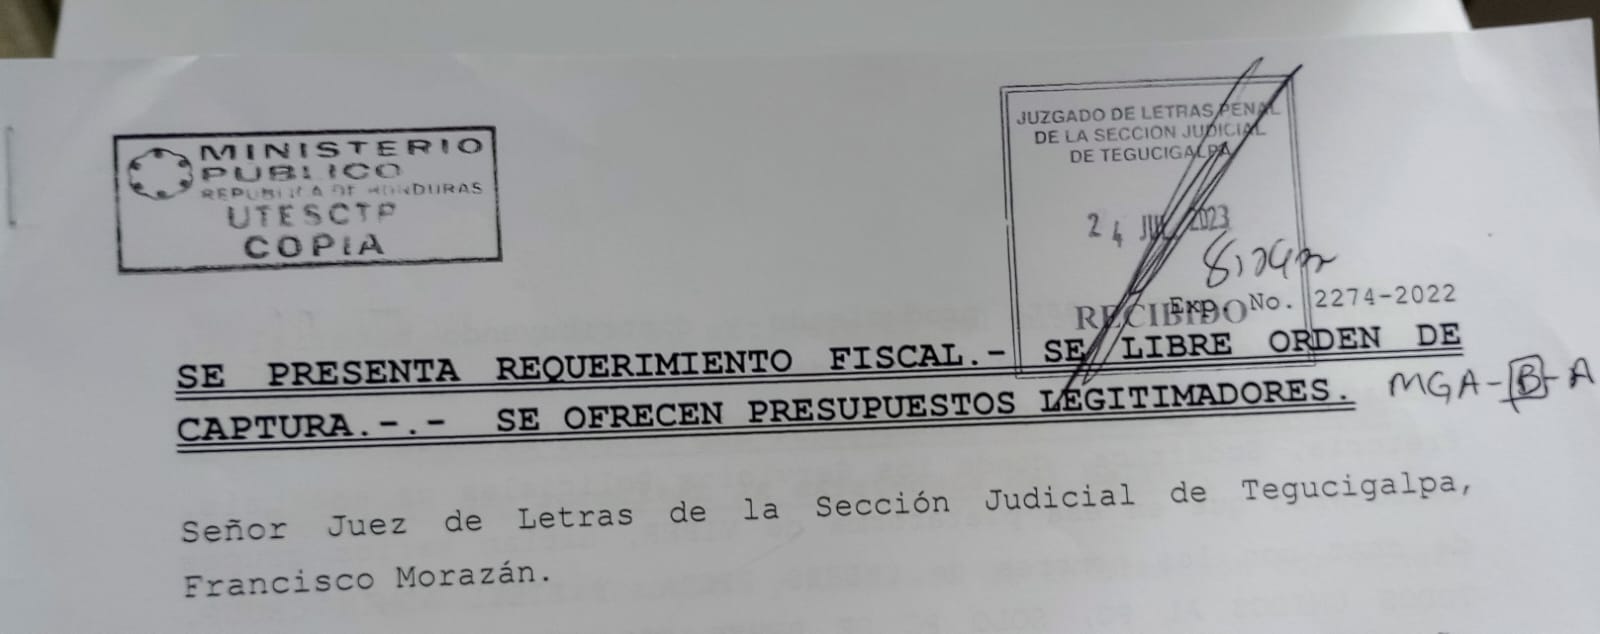 MINISTERIO
PUBLICO
REPUBLICA DE HONDURAS
UTESCTP
COPIA
JUZGADO DE LETRAS PENAL
DE LA SECCION JUDICIAL
DE TEGUCIGALPA
24 JUL 2023
RECIBIDO
Exp. No. 2274-2022
SE PRESENTA REQUERIMIENTO FISCAL.- SE LIBRE ORDEN DE
CAPTURA.-.- SE OFRECEN PRESUPUESTOS LEGITIMADORES. MGA-B-A
Señor Juez de Letras de la Sección Judicial de Tegucigalpa,
Francisco Morazán.